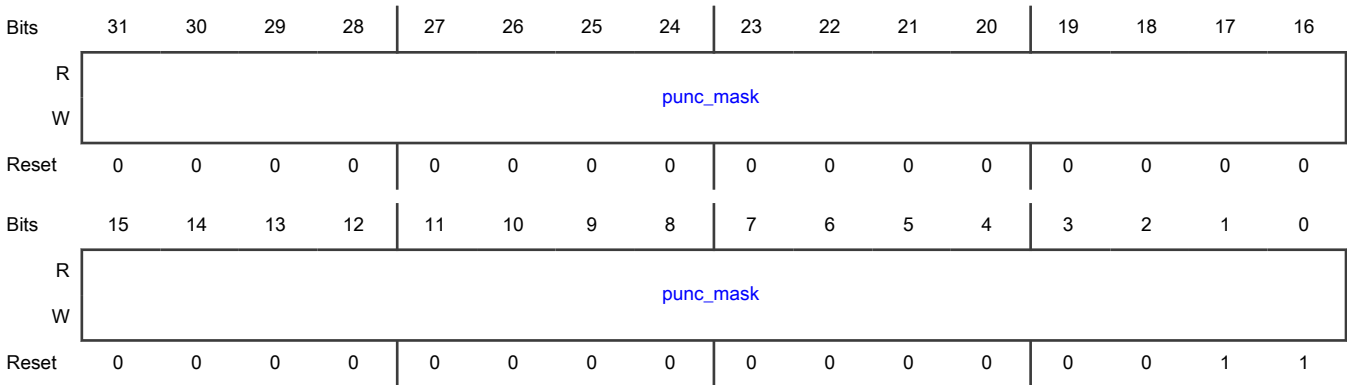 Bits 31 30 29 28 27 26 25 24 23 22 21 20 19 18 17 16
R
punc_mask
W
Reset 0 0 0 0 0 0 0 0 0 0 0 0 0 0 0 0
Bits 15 14 13 12 11 10 9 8 7 6 5 4 3 2 1 0
R
punc_mask
W
Reset 0 0 0 0 0 0 0 0 0 0 0 0 0 0 1 1